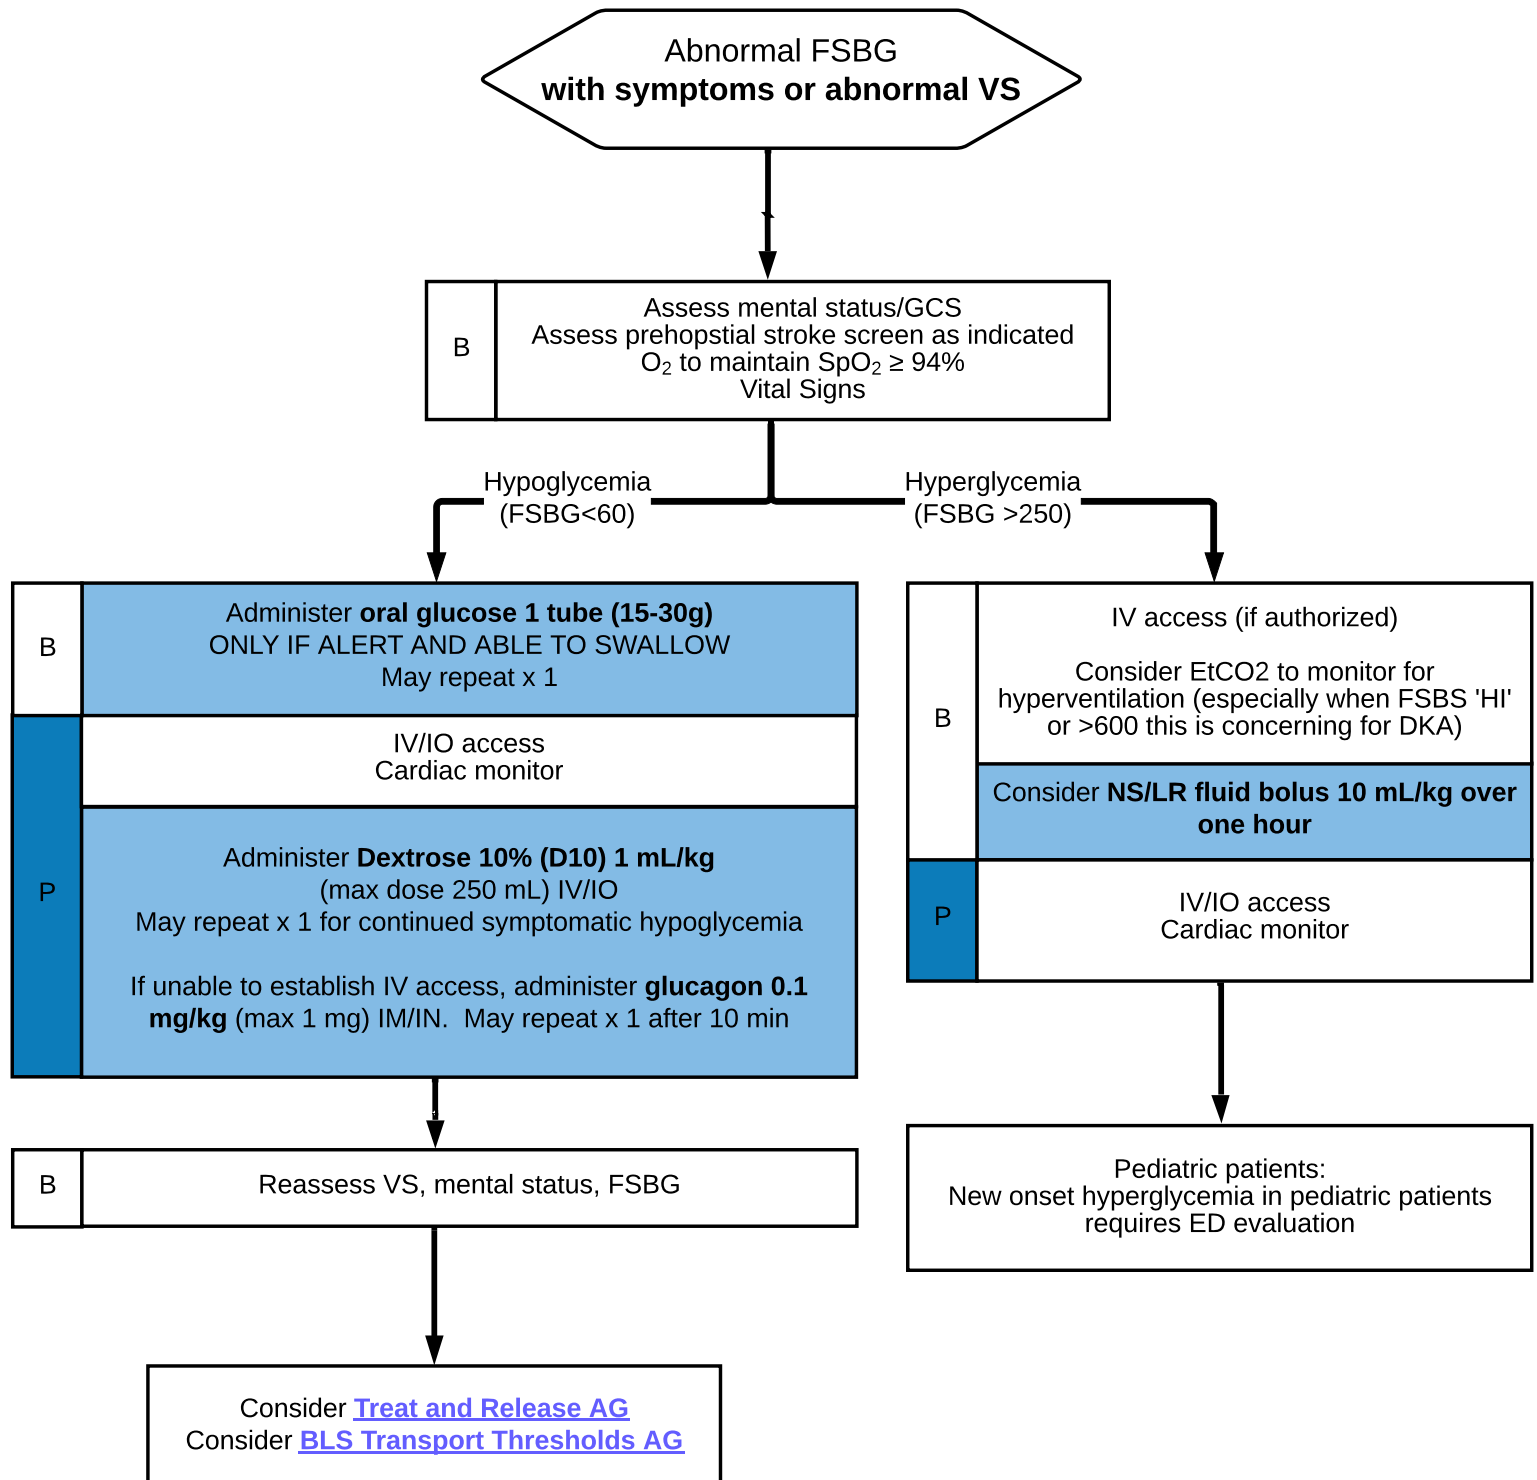 Abnormal FSBG
with symptoms or abnormal VS
B
Assess mental status/GCS
Assess prehopstial stroke screen as indicated
O₂ to maintain SpO₂ ≥ 94%
Vital Signs
Hypoglycemia
(FSBG<60)
Hyperglycemia
(FSBG >250)
B
Administer oral glucose 1 tube (15-30g)
ONLY IF ALERT AND ABLE TO SWALLOW
May repeat x 1
P
IV/IO access
Cardiac monitor
Administer Dextrose 10% (D10) 1 mL/kg
(max dose 250 mL) IV/IO
May repeat x 1 for continued symptomatic hypoglycemia
If unable to establish IV access, administer glucagon 0.1
mg/kg (max 1 mg) IM/IN.  May repeat x 1 after 10 min
B
Reassess VS, mental status, FSBG
Consider Treat and Release AG
Consider BLS Transport Thresholds AG
B
IV access (if authorized)
Consider EtCO2 to monitor for
hyperventilation (especially when FSBS 'HI'
or >600 this is concerning for DKA)
Consider NS/LR fluid bolus 10 mL/kg over
one hour
P
IV/IO access
Cardiac monitor
Pediatric patients:
New onset hyperglycemia in pediatric patients
requires ED evaluation